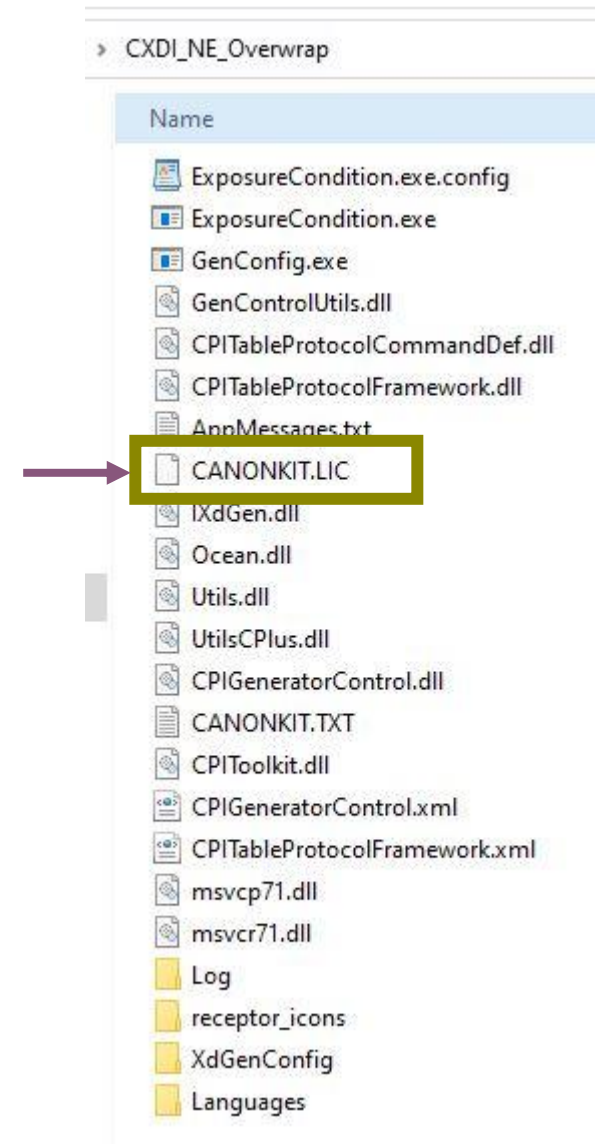 CXDI_NE_Overwrap
Name
ExposureCondition.exe.config
ExposureCondition.exe
GenConfig.exe
GenControlUtils.dll
CPITableProtocolCommandDef.dll
CPITableProtocolFramework.dll
AppMessages.txt
CANONKIT.LIC
IXdGen.dll
Ocean.dll
Utils.dll
UtilsCPlus.dll
CPIGeneratorControl.dll
CANONKIT.TXT
CPIToolkit.dll
CPIGeneratorControl.xml
CPITableProtocolFramework.xml
msvcp71.dll
msvcr71.dll
Log
receptor_icons
XdGenConfig
Languages